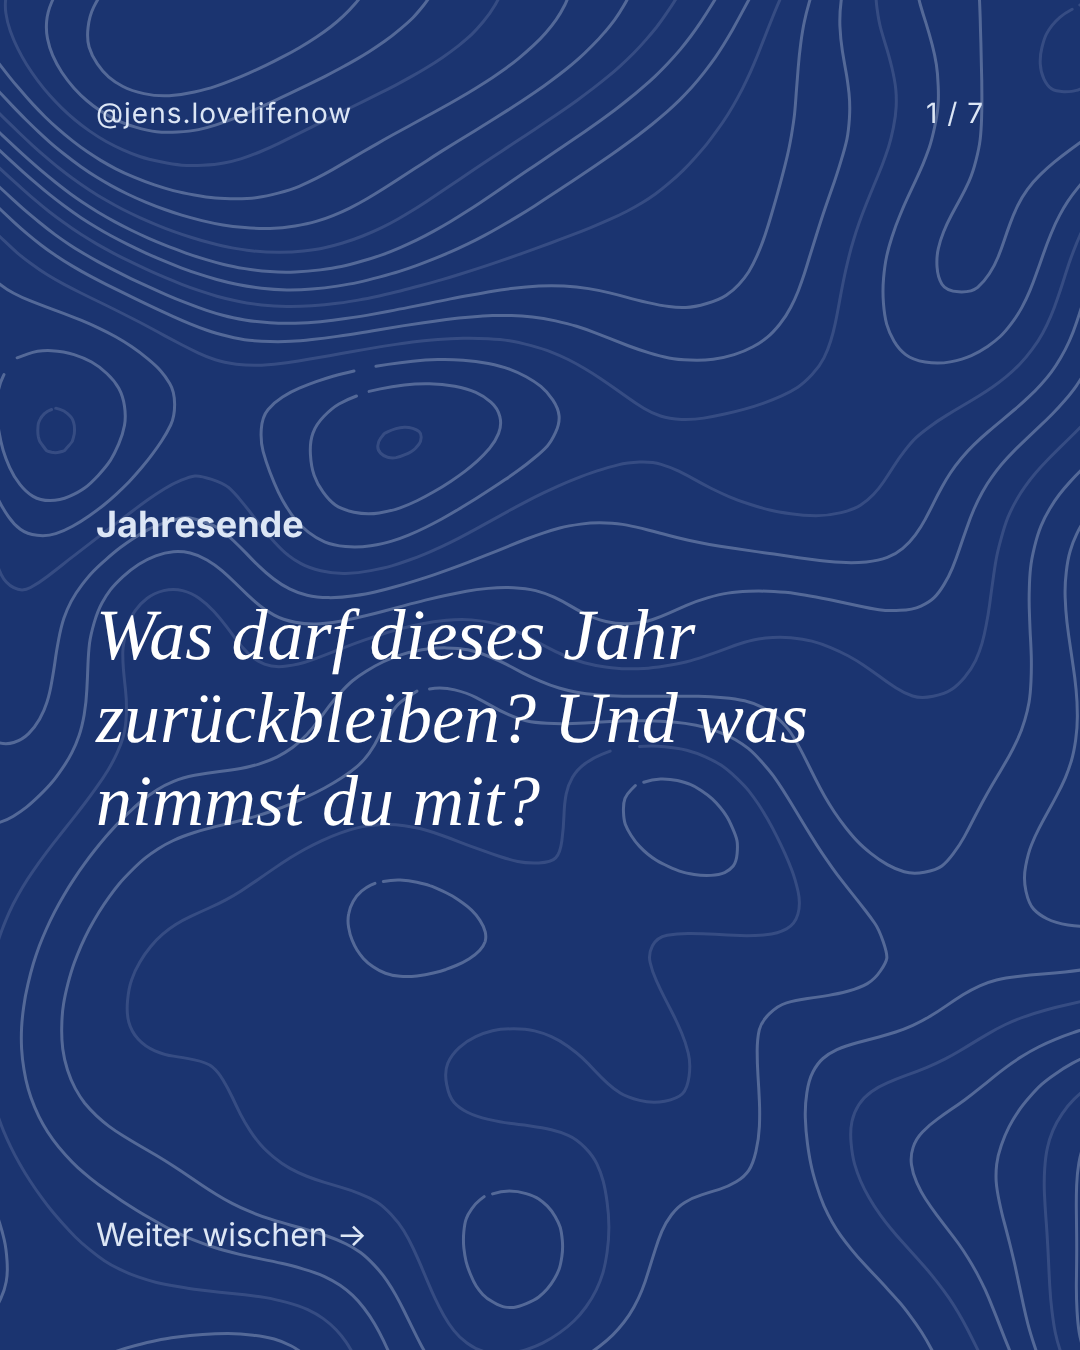 @jens.lovelifenow
1 / 7
Jahresende
Was darf dieses Jahr
zurückbleiben? Und was
nimmst du mit?
Weiter wischen →